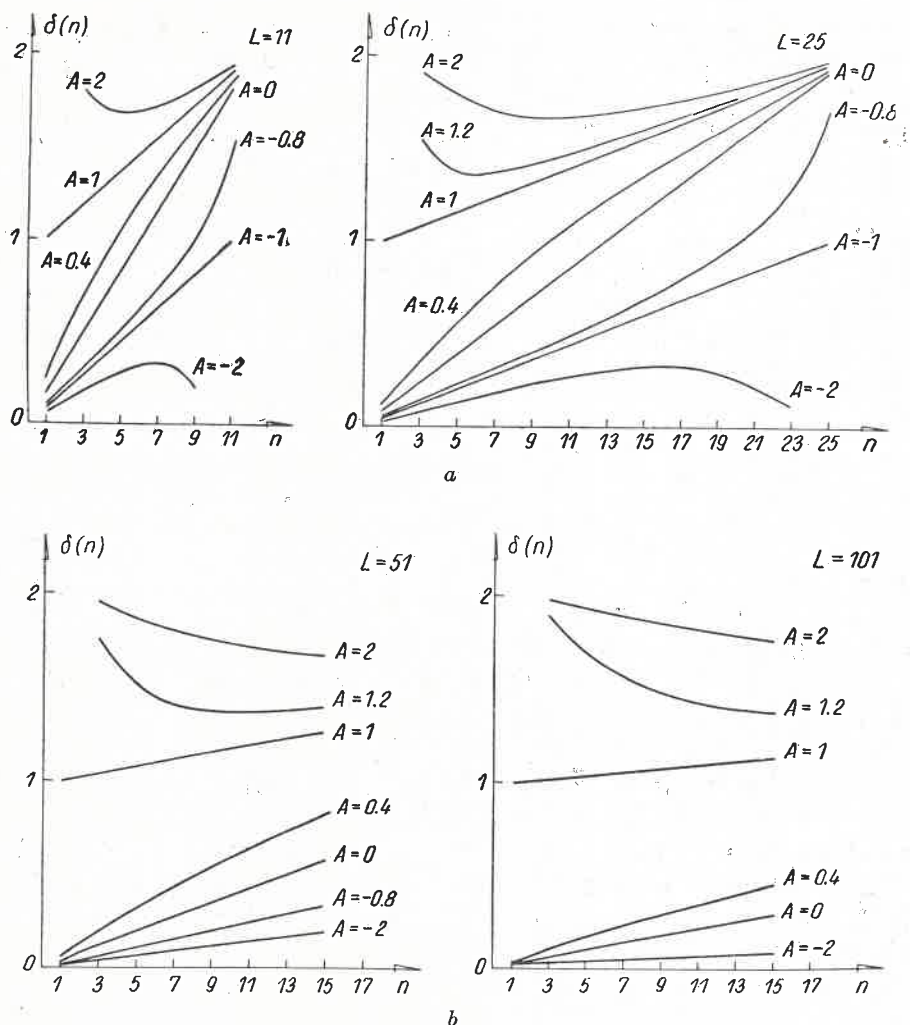 δ(n)
L=11
2
A=2
A=0
A=-0.8
A=1
1
A=-1
A=0.4
A=-2
0
1 3 5 7 9 11 n
δ(n)
L=25
2
A=2
A=0
A=-0.8
A=1.2
A=1
1
A=-1
A=0.4
A=-2
0
1 3 5 7 9 11 13 15 17 19 21 23 25 n
a
δ(n)
L=51
2
A=2
A=1.2
A=1
1
A=0.4
A=0
A=-0.8
A=-2
0
1 3 5 7 9 11 13 15 17 n
δ(n)
L=101
2
A=2
A=1.2
A=1
1
A=0.4
A=0
A=-2
0
1 3 5 7 9 11 13 15 17 n
b